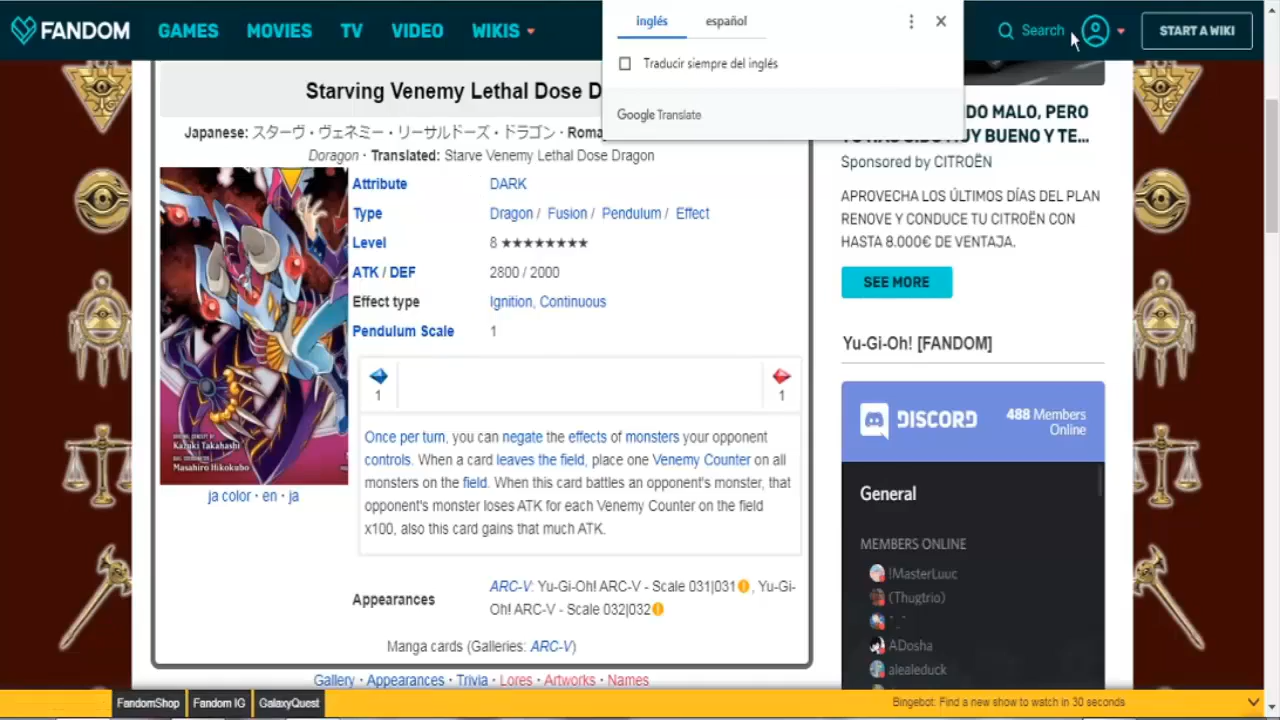 FANDOM
GAMES
MOVIES
TV
VIDEO
WIKIS
inglés
español
Traducir siempre del inglés
Google Translate
Search
START A WIKI
Starving Venemy Lethal Dose D
Japanese: スターヴ・ヴェネミー・リーサルドーズ・ドラゴン · Roma
Doragon · Translated: Starve Venemy Lethal Dose Dragon
Attribute DARK
Type Dragon / Fusion / Pendulum / Effect
Level 8 ★★★★★★★★
ATK / DEF 2800 / 2000
Effect type Ignition, Continuous
Pendulum Scale 1
1
1
Once per turn, you can negate the effects of monsters your opponent
controls. When a card leaves the field, place one Venemy Counter on all
monsters on the field. When this card battles an opponent's monster, that
opponent's monster loses ATK for each Venemy Counter on the field
x100, also this card gains that much ATK.
Kazuki Takahashi
Masahiro Hikokubo
ja color · en · ja
Appearances
ARC-V: Yu-Gi-Oh! ARC-V - Scale 031|031 , Yu-Gi-
Oh! ARC-V - Scale 032|032
Manga cards (Galleries: ARC-V)
Gallery · Appearances · Trivia · Lores · Artworks · Names
DO MALO, PERO
MUY BUENO Y TE...
Sponsored by CITROËN
APROVECHA LOS ÚLTIMOS DÍAS DEL PLAN
RENOVE Y CONDUCE TU CITROËN CON
HASTA 8.000€ DE VENTAJA.
SEE MORE
Yu-Gi-Oh! [FANDOM]
DISCORD
488 Members
Online
General
MEMBERS ONLINE
!MasterLuuc
(Thugtrio)
ADosha
alealeduck
FandomShop
Fandom IG
GalaxyQuest
Bingebot: Find a new show to watch in 30 seconds